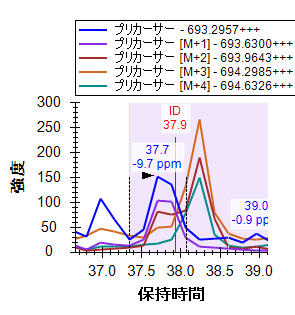 プリカーサー - 693.2957+++
プリカーサー [M+1] - 693.6300+++
プリカーサー [M+2] - 693.9643+++
プリカーサー [M+3] - 694.2985+++
プリカーサー [M+4] - 694.6326+++
300
250
200
150
100
50
0
強度
ID
37.9
37.7
-9.7 ppm
39.0
-0.9 pp
37.0 37.5 38.0 38.5 39.0
保持時間